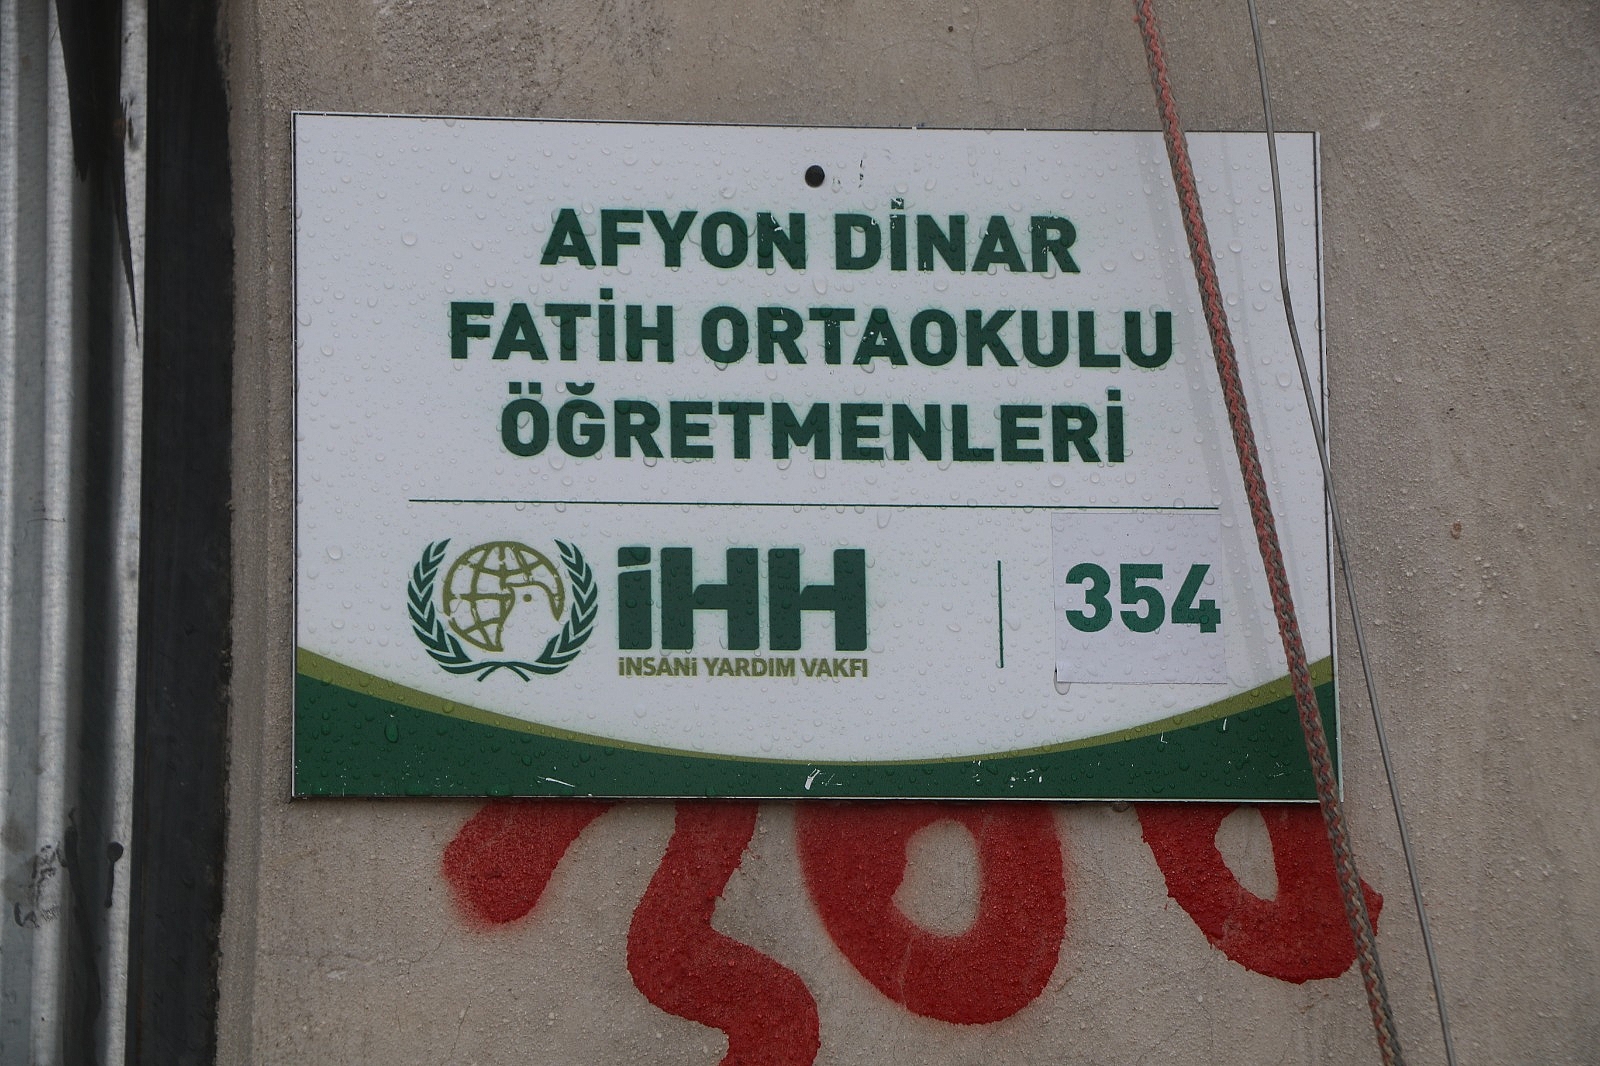 AFYON DİNAR
FATİH ORTAOKULU
ÖĞRETMENLERİ
İHH
İNSANİ YARDIM VAKFI
354